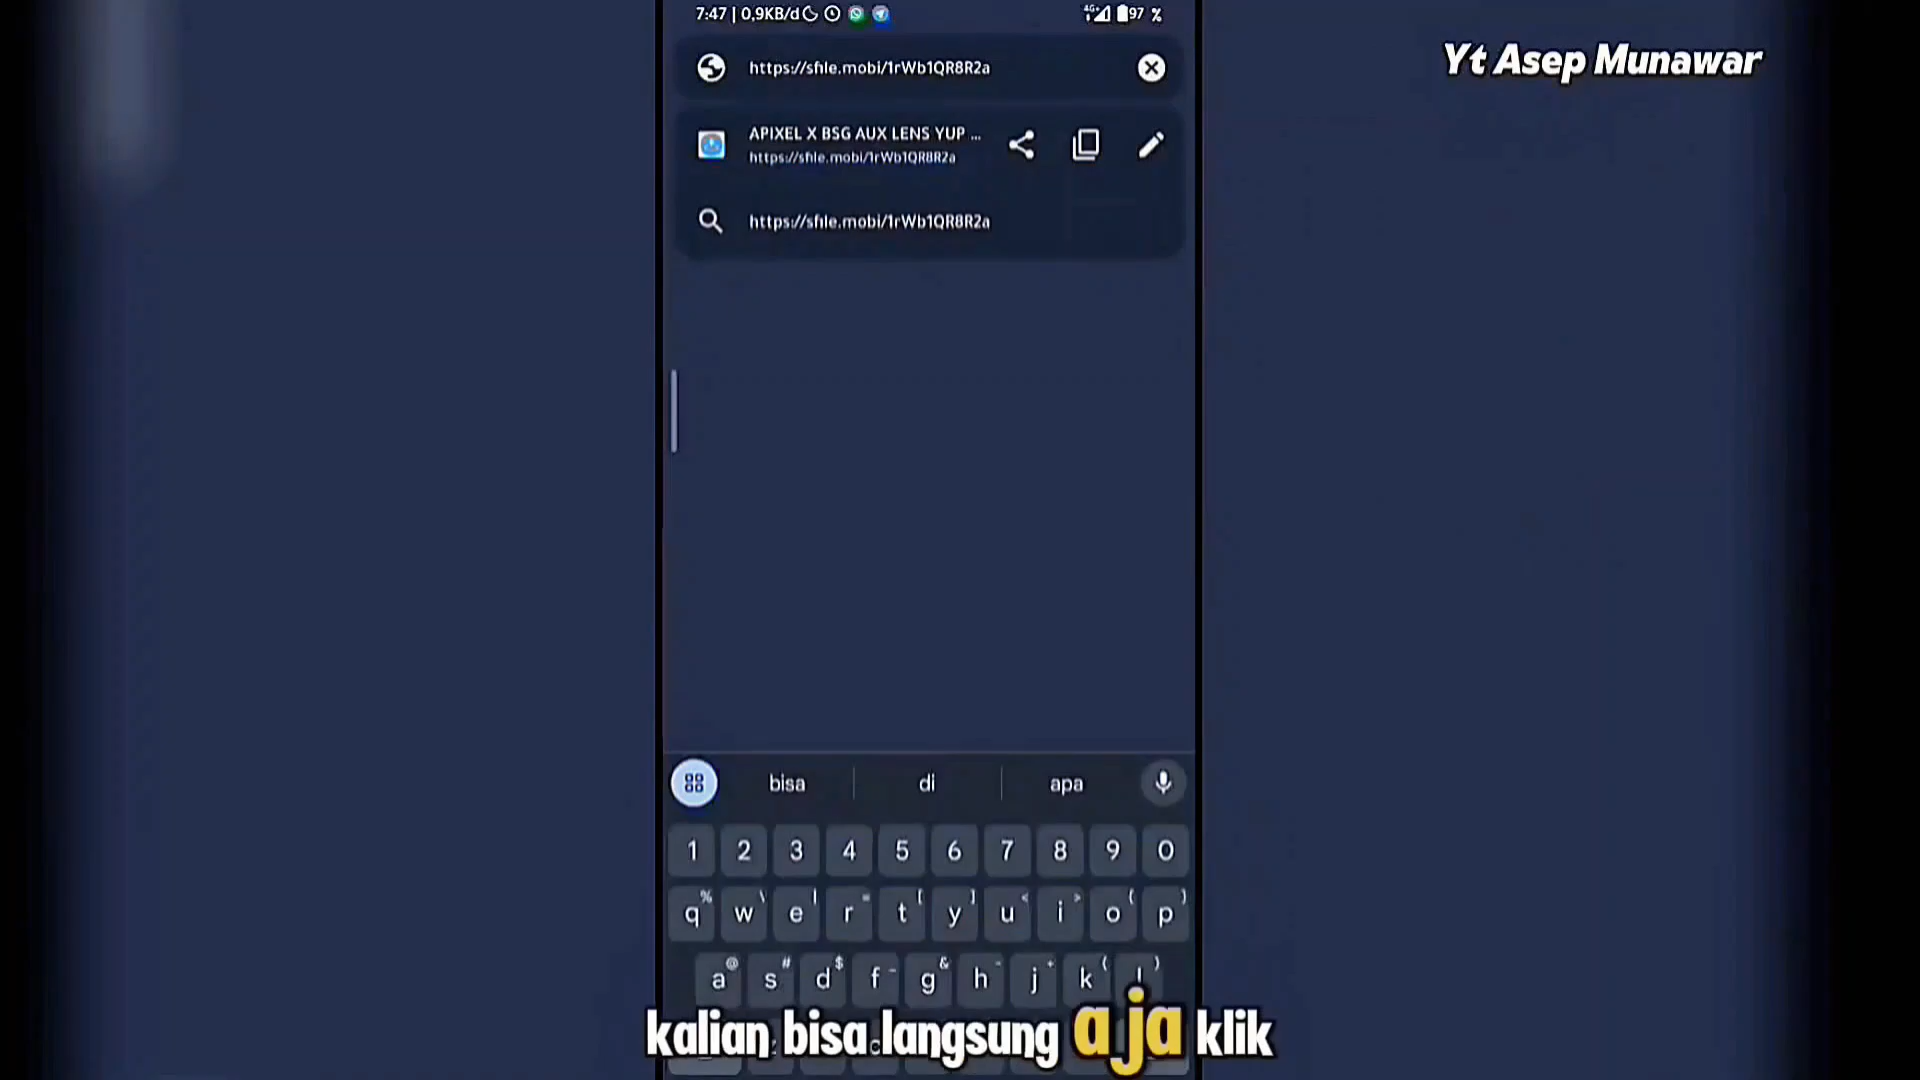 7:47 | 0,9KB/d
4G+ 97 %
Yt Asep Munawar
https://sfile.mobi/1rWb1QR8R2a
APIXEL X BSG AUX LENS YUP ...
https://sfile.mobi/1rWb1QR8R2a
https://sfile.mobi/1rWb1QR8R2a
bisa di apa
1 2 3 4 5 6 7 8 9 0
q w e r t y u i o p
a s d f g h j k l
kalian bisa langsung aja klik